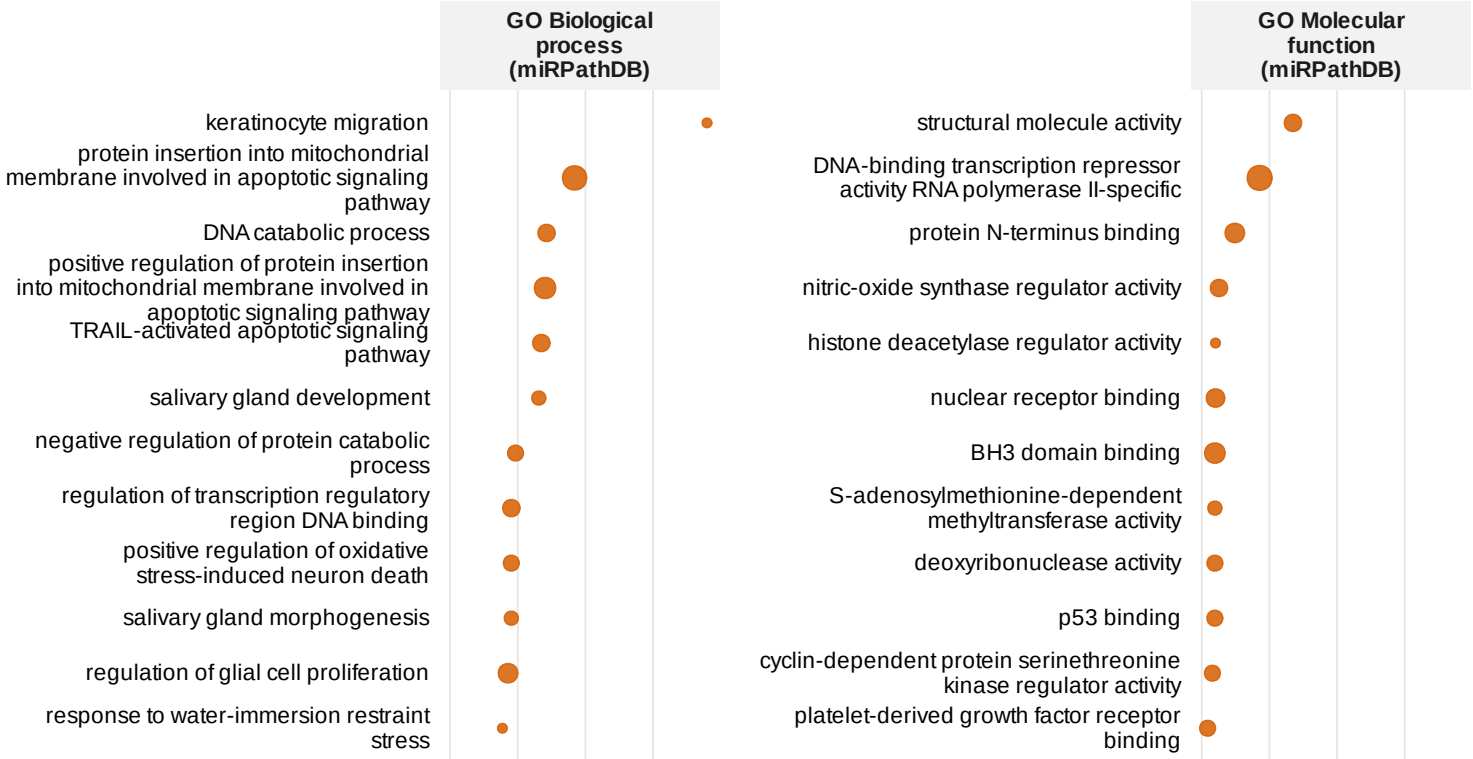 GO Biological
process
(miRPathDB)
keratinocyte migration
protein insertion into mitochondrial
membrane involved in apoptotic signaling
pathway
DNA catabolic process
positive regulation of protein insertion
into mitochondrial membrane involved in
apoptotic signaling pathway
TRAIL-activated apoptotic signaling
pathway
salivary gland development
negative regulation of protein catabolic
process
regulation of transcription regulatory
region DNA binding
positive regulation of oxidative
stress-induced neuron death
salivary gland morphogenesis
regulation of glial cell proliferation
response to water-immersion restraint
stress
GO Molecular
function
(miRPathDB)
structural molecule activity
DNA-binding transcription repressor
activity RNA polymerase II-specific
protein N-terminus binding
nitric-oxide synthase regulator activity
histone deacetylase regulator activity
nuclear receptor binding
BH3 domain binding
S-adenosylmethionine-dependent
methyltransferase activity
deoxyribonuclease activity
p53 binding
cyclin-dependent protein serinethreonine
kinase regulator activity
platelet-derived growth factor receptor
binding